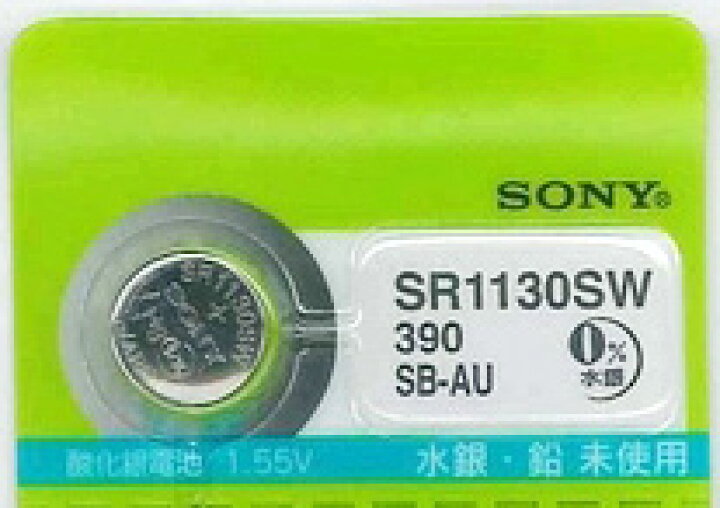 SONY®
SR1130SW
390
SB-AU
0%
水銀
SR1130SW
酸化銀電池 1.55V
水銀・鉛 未使用